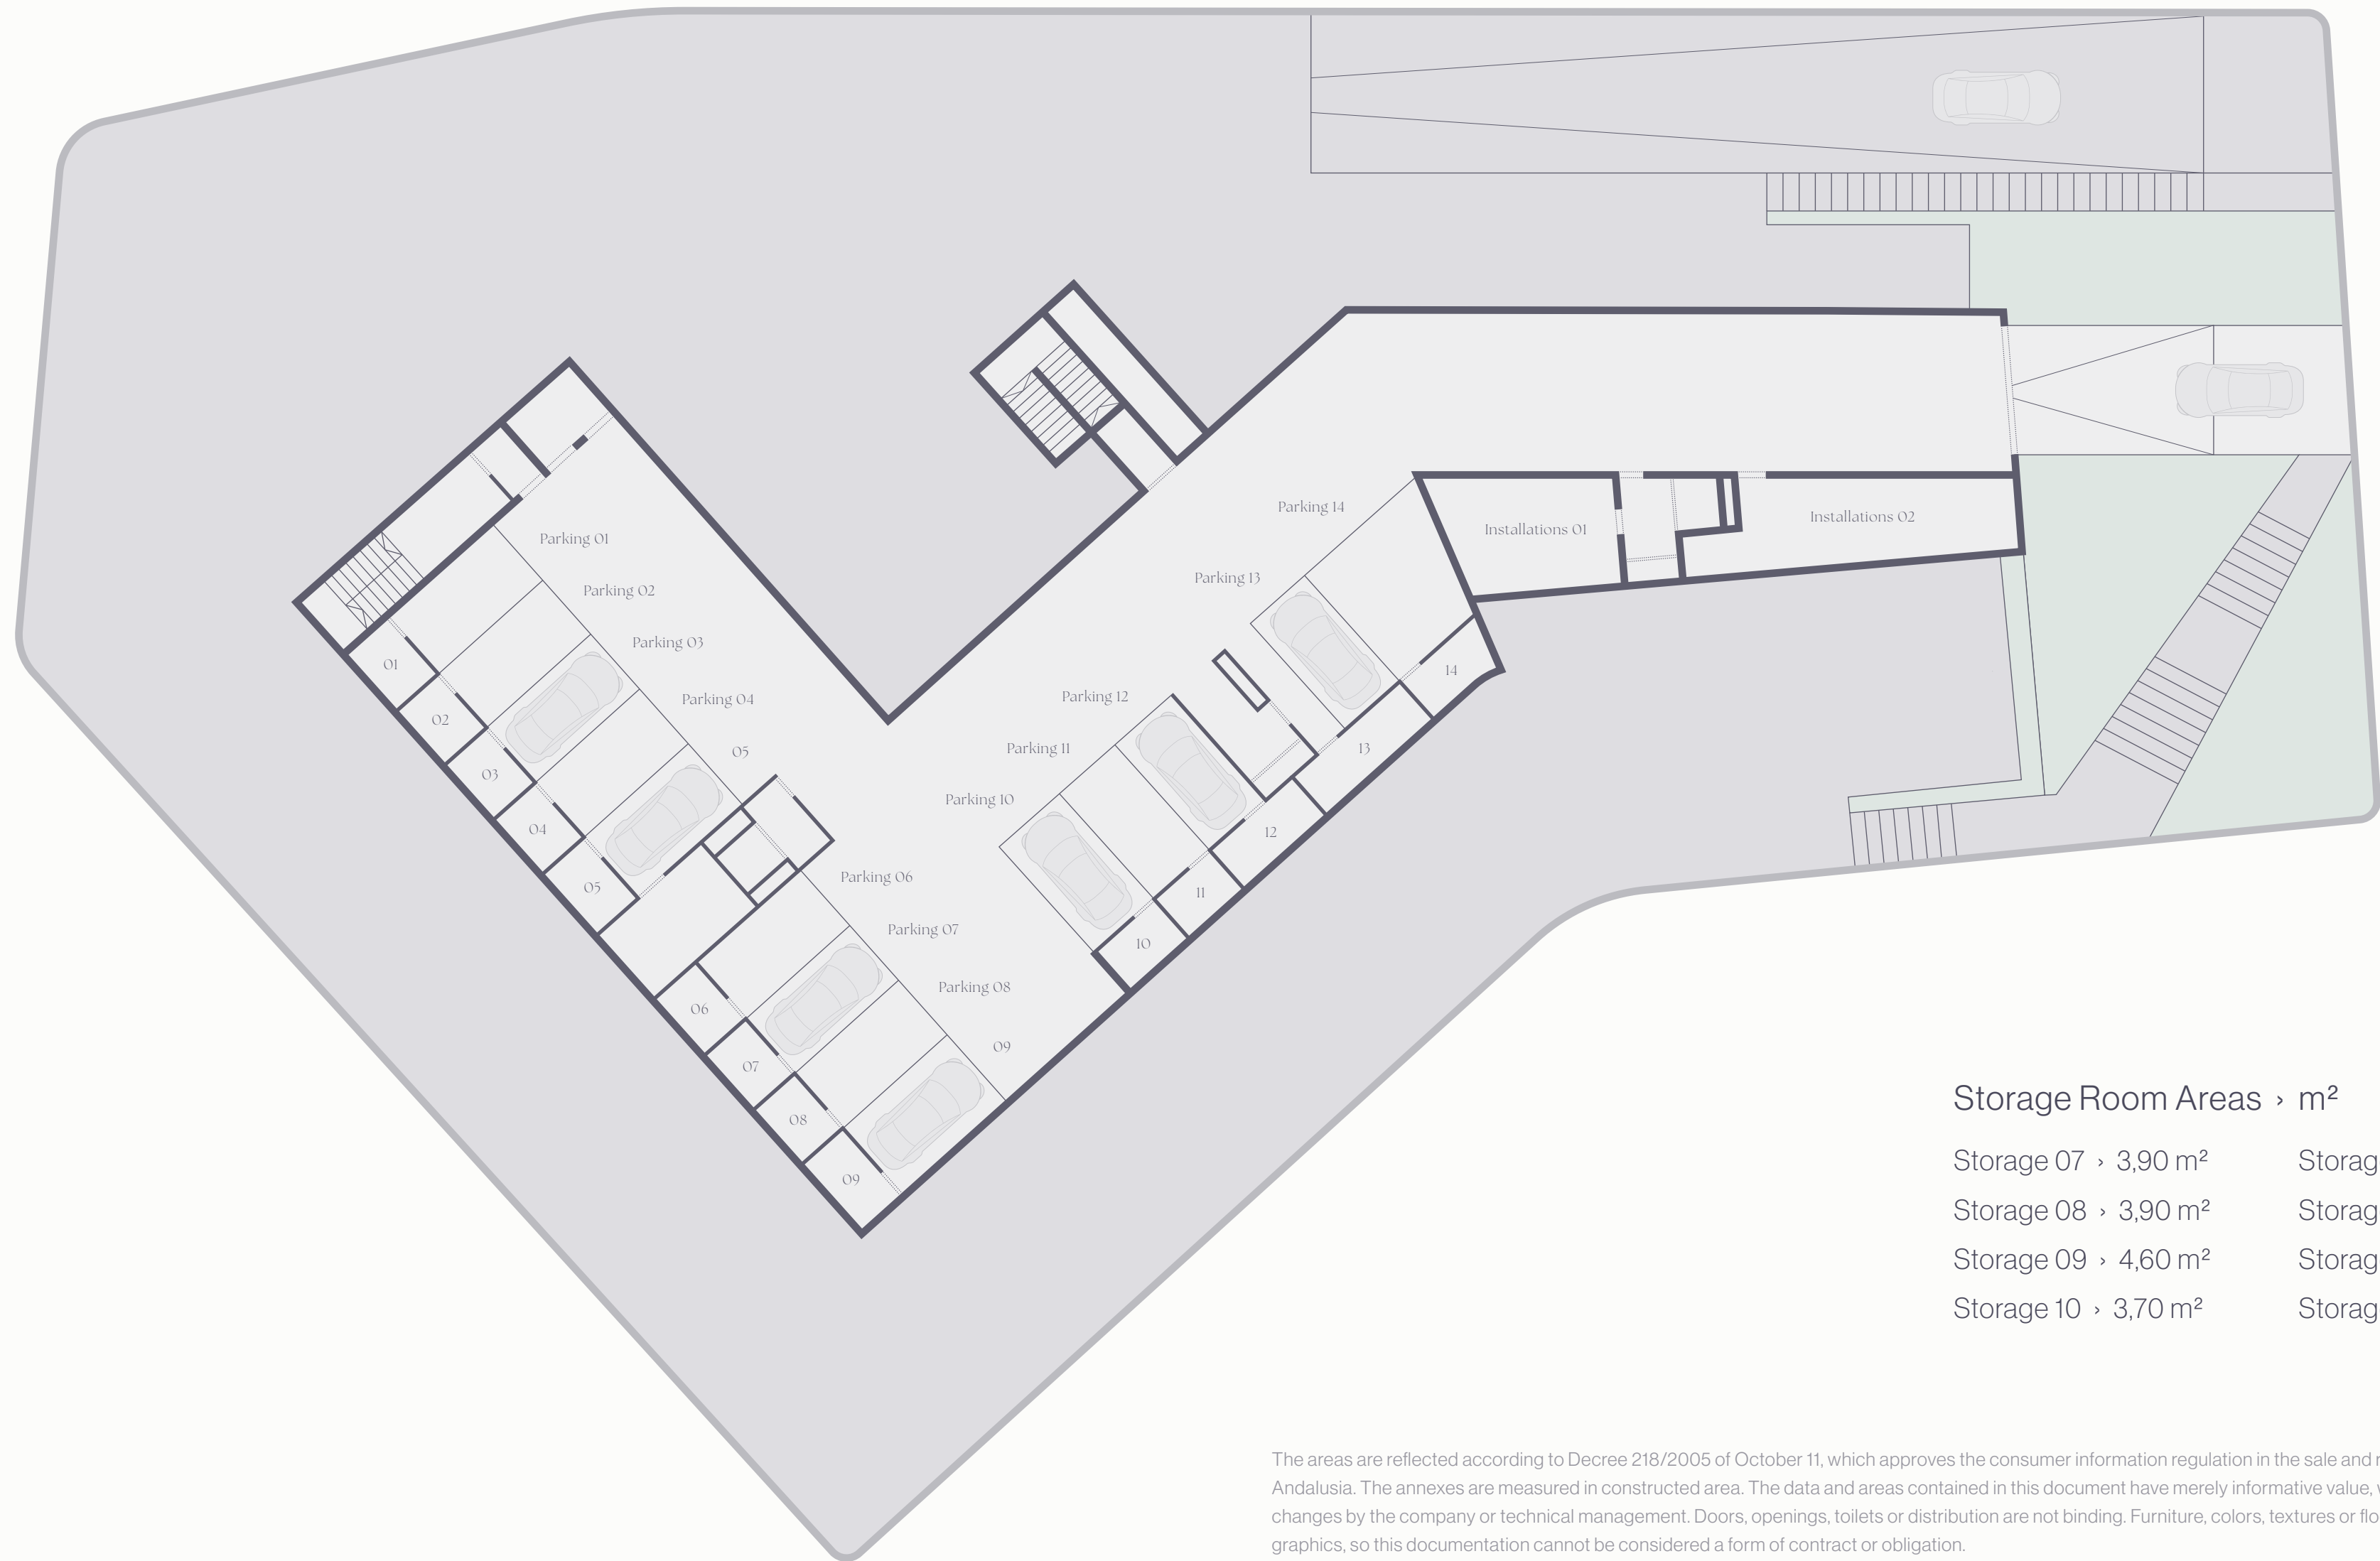 Parking 14
Installations 02
Installations 01
Parking 01
Parking 13
Parking 02
Parking 03
01
14
Parking 12
Parking 04
02
Parking 11
13
05
03
Parking 10
04
12
Parking 06
05
11
Parking 07
10
Parking 08
06
09
07
08
09
Storage Room Areas › m²
Storage 07 › 3,90 m² Storag
Storage 08 › 3,90 m² Storag
Storage 09 › 4,60 m² Storag
Storage 10 › 3,70 m² Storag
The areas are reflected according to Decree 218/2005 of October 11, which approves the consumer information regulation in the sale and
Andalusia. The annexes are measured in constructed area. The data and areas contained in this document have merely informative value,
changes by the company or technical management. Doors, openings, toilets or distribution are not binding. Furniture, colors, textures or flo
graphics, so this documentation cannot be considered a form of contract or obligation.